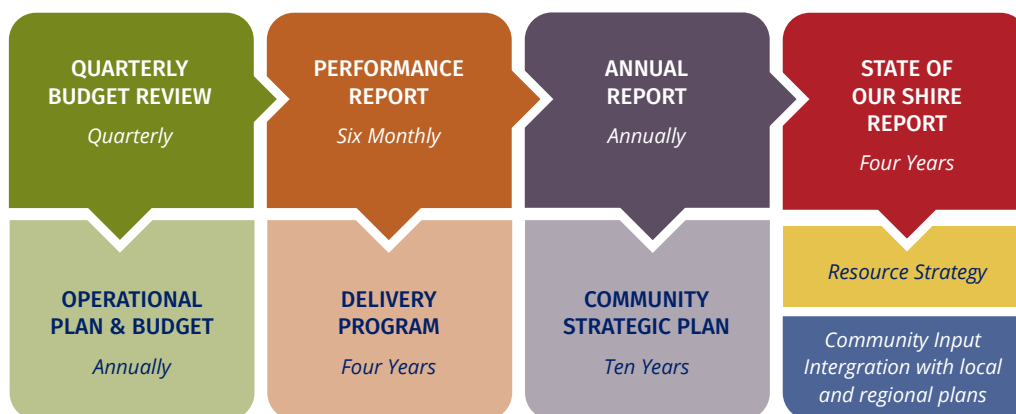 QUARTERLY
BUDGET REVIEW
Quarterly
PERFORMANCE
REPORT
Six Monthly
ANNUAL
REPORT
Annually
STATE OF
OUR SHIRE
REPORT
Four Years
OPERATIONAL
PLAN & BUDGET
Annually
DELIVERY
PROGRAM
Four Years
COMMUNITY
STRATEGIC PLAN
Ten Years
Resource Strategy
Community Input
Intergration with local
and regional plans